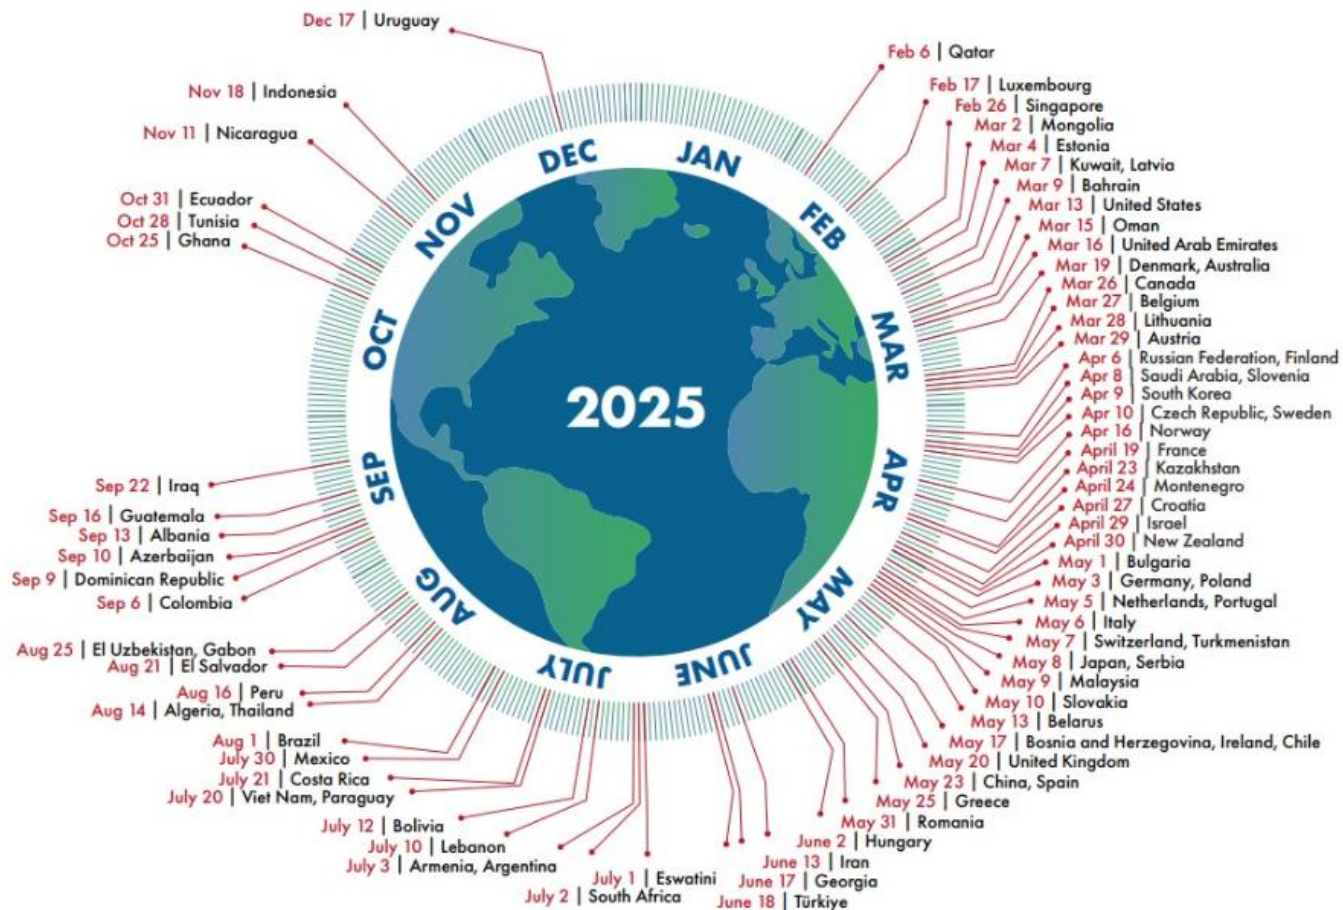 Dec 17 | Uruguay
Nov 18 | Indonesia
Nov 11 | Nicaragua
Oct 31 | Ecuador
Oct 28 | Tunisia
Oct 25 | Ghana
Sep 22 | Iraq
Sep 16 | Guatemala
Sep 13 | Albania
Sep 10 | Azerbaijan
Sep 9 | Dominican Republic
Sep 6 | Colombia
Aug 25 | El Uzbekistan, Gabon
Aug 21 | El Salvador
Aug 16 | Peru
Aug 14 | Algeria, Thailand
Aug 1 | Brazil
July 30 | Mexico
July 21 | Costa Rica
July 20 | Viet Nam, Paraguay
July 12 | Bolivia
July 10 | Lebanon
July 3 | Armenia, Argentina
July 2 | South Africa
July 1 | Eswatini
JAN
FEB
MAR
APR
MAY
JUNE
JULY
AUG
SEP
OCT
NOV
DEC
2025
Feb 6 | Qatar
Feb 17 | Luxembourg
Feb 26 | Singapore
Mar 2 | Mongolia
Mar 4 | Estonia
Mar 7 | Kuwait, Latvia
Mar 9 | Bahrain
Mar 13 | United States
Mar 15 | Oman
Mar 16 | United Arab Emirates
Mar 19 | Denmark, Australia
Mar 26 | Canada
Mar 27 | Belgium
Mar 28 | Lithuania
Mar 29 | Austria
Apr 6 | Russian Federation, Finland
Apr 8 | Saudi Arabia, Slovenia
Apr 9 | South Korea
Apr 10 | Czech Republic, Sweden
Apr 16 | Norway
April 19 | France
April 23 | Kazakhstan
April 24 | Montenegro
April 27 | Croatia
April 29 | Israel
April 30 | New Zealand
May 1 | Bulgaria
May 3 | Germany, Poland
May 5 | Netherlands, Portugal
May 6 | Italy
May 7 | Switzerland, Turkmenistan
May 8 | Japan, Serbia
May 9 | Malaysia
May 10 | Slovakia
May 13 | Belarus
May 17 | Bosnia and Herzegovina, Ireland, Chile
May 20 | United Kingdom
May 23 | China, Spain
May 25 | Greece
May 31 | Romania
June 2 | Hungary
June 13 | Iran
June 17 | Georgia
June 18 | Türkiye